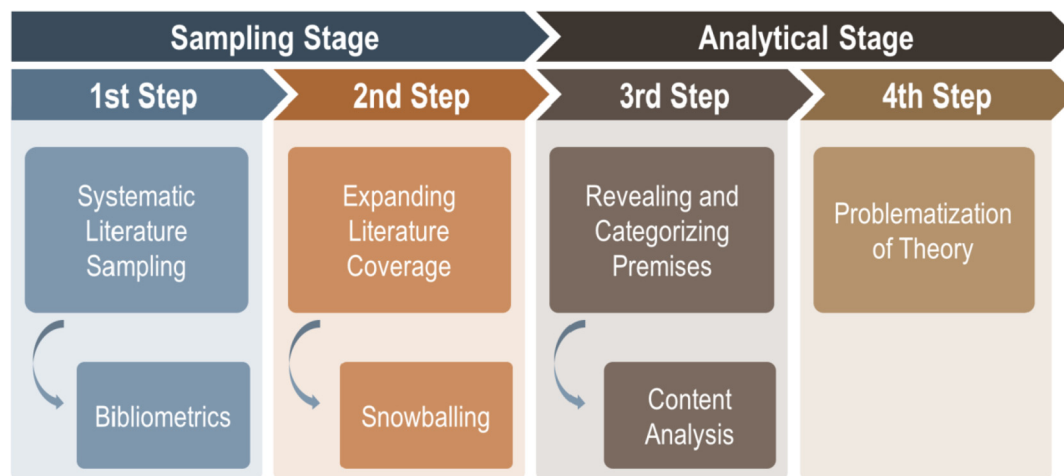 Sampling Stage
Analytical Stage
1st Step
2nd Step
3rd Step
4th Step
Systematic
Literature
Sampling
Bibliometrics
Expanding
Literature
Coverage
Snowballing
Revealing and
Categorizing
Premises
Content
Analysis
Problematization
of Theory